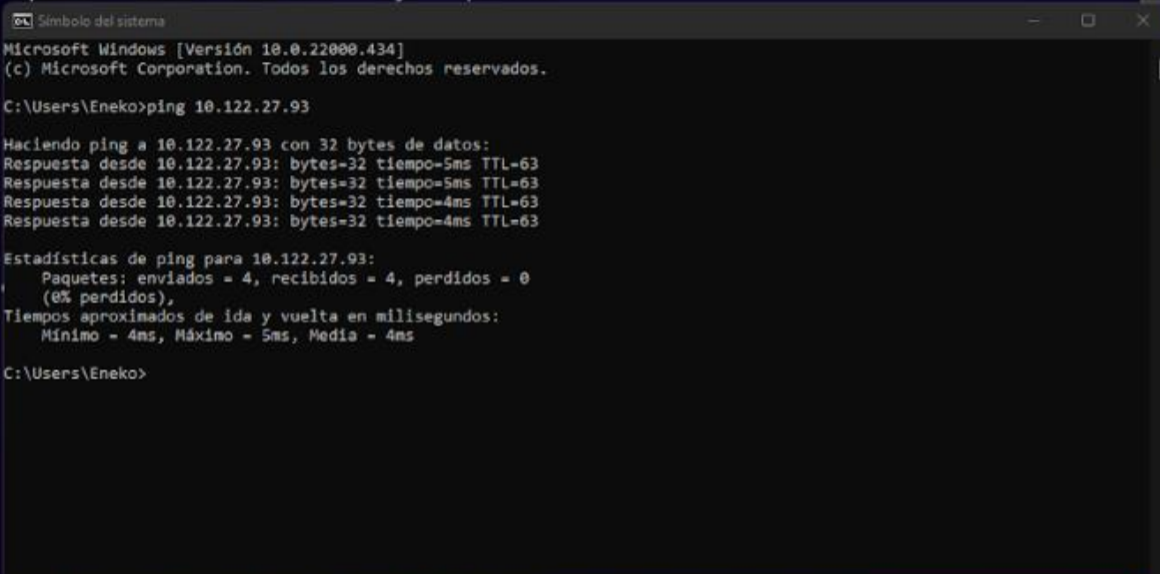 Símbolo del sistema
Microsoft Windows [Versión 10.0.22000.434]
(c) Microsoft Corporation. Todos los derechos reservados.
C:\Users\Eneko>ping 10.122.27.93
Haciendo ping a 10.122.27.93 con 32 bytes de datos:
Respuesta desde 10.122.27.93: bytes=32 tiempo=5ms TTL=63
Respuesta desde 10.122.27.93: bytes=32 tiempo=5ms TTL=63
Respuesta desde 10.122.27.93: bytes=32 tiempo=4ms TTL=63
Respuesta desde 10.122.27.93: bytes=32 tiempo=4ms TTL=63
Estadísticas de ping para 10.122.27.93:
Paquetes: enviados = 4, recibidos = 4, perdidos = 0
(0% perdidos),
Tiempos aproximados de ida y vuelta en milisegundos:
Mínimo = 4ms, Máximo = 5ms, Media = 4ms
C:\Users\Eneko>